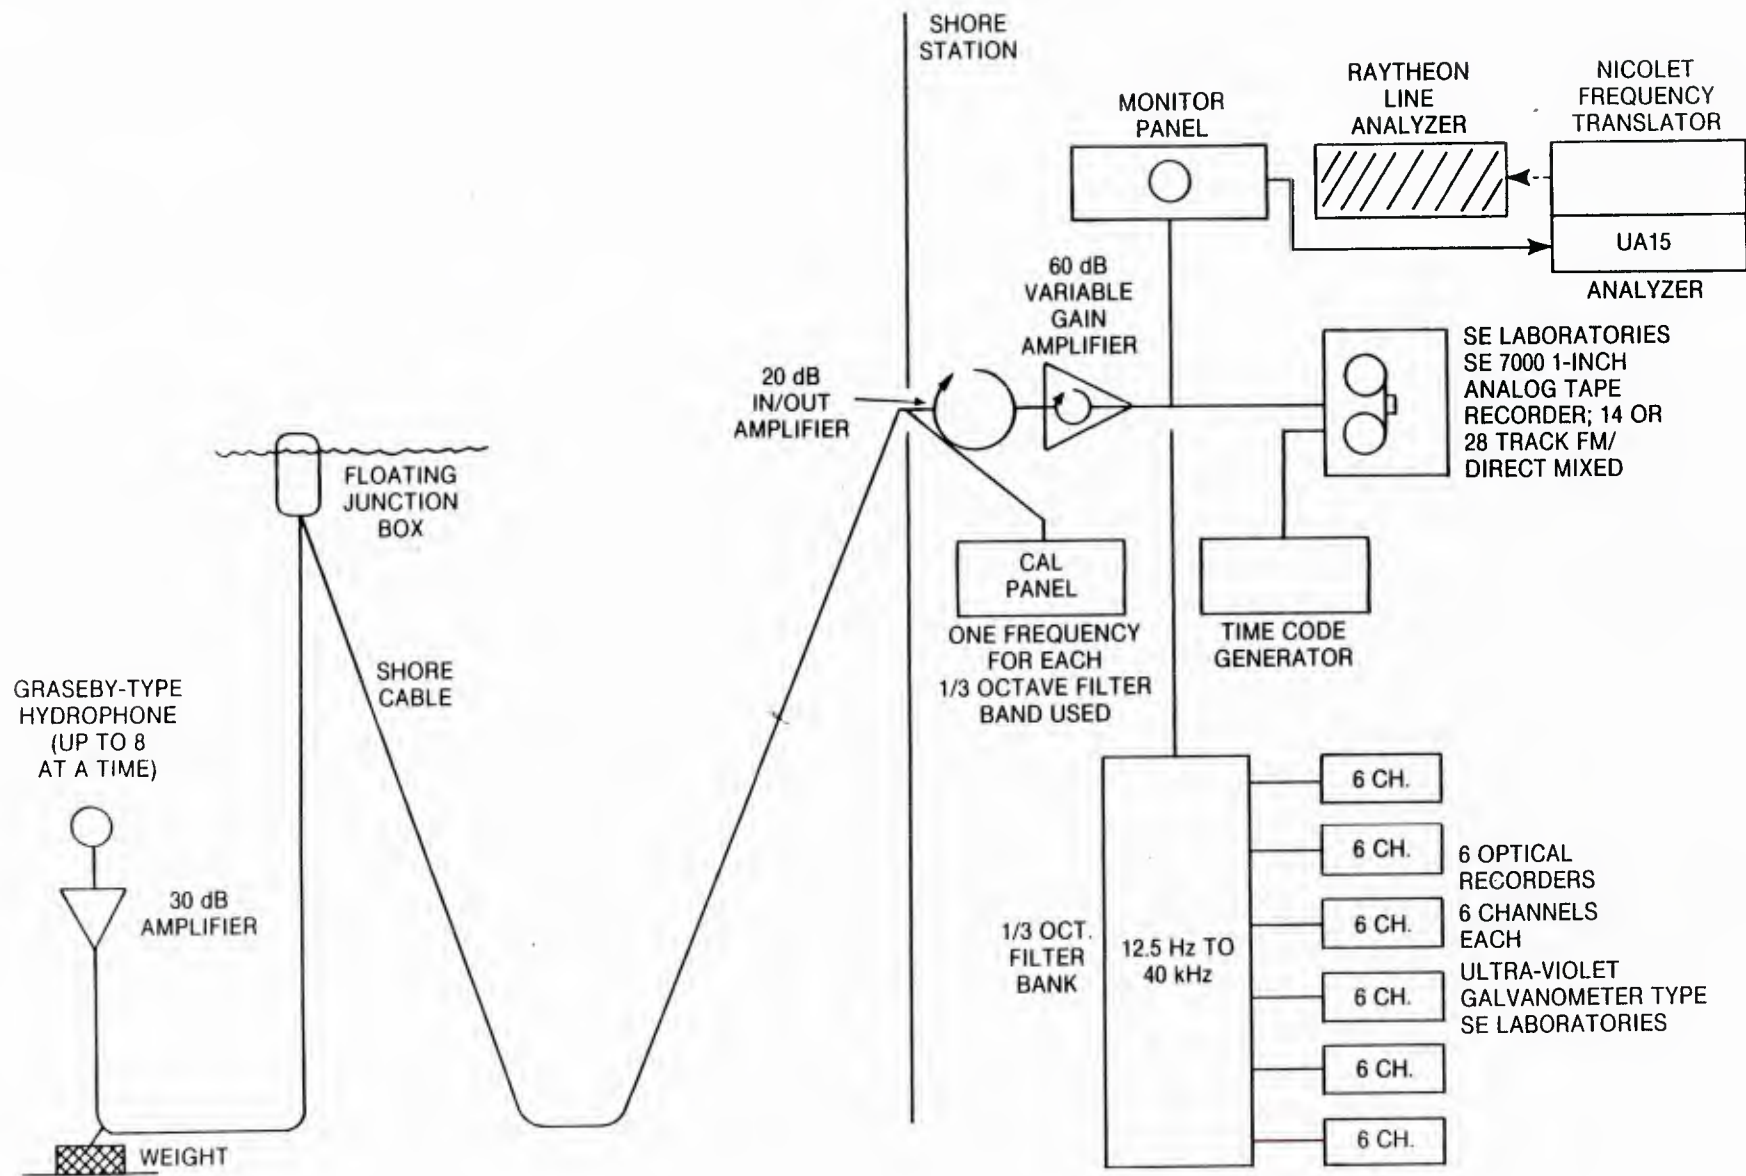 SHORE
STATION
MONITOR
PANEL
RAYTHEON
LINE
ANALYZER
NICOLET
FREQUENCY
TRANSLATOR
UA15
ANALYZER
60 dB
VARIABLE
GAIN
AMPLIFIER
20 dB
IN/OUT
AMPLIFIER
SE LABORATORIES
SE 7000 1-INCH
ANALOG TAPE
RECORDER; 14 OR
28 TRACK FM/
DIRECT MIXED
FLOATING
JUNCTION
BOX
CAL
PANEL
ONE FREQUENCY
FOR EACH
1/3 OCTAVE FILTER
BAND USED
TIME CODE
GENERATOR
SHORE
CABLE
GRASEBY-TYPE
HYDROPHONE
(UP TO 8
AT A TIME)
30 dB
AMPLIFIER
WEIGHT
1/3 OCT.
FILTER
BANK
12.5 Hz TO
40 kHz
6 CH.
6 CH.
6 CH.
6 CH.
6 CH.
6 CH.
6 OPTICAL
RECORDERS
6 CHANNELS
EACH
ULTRA-VIOLET
GALVANOMETER TYPE
SE LABORATORIES